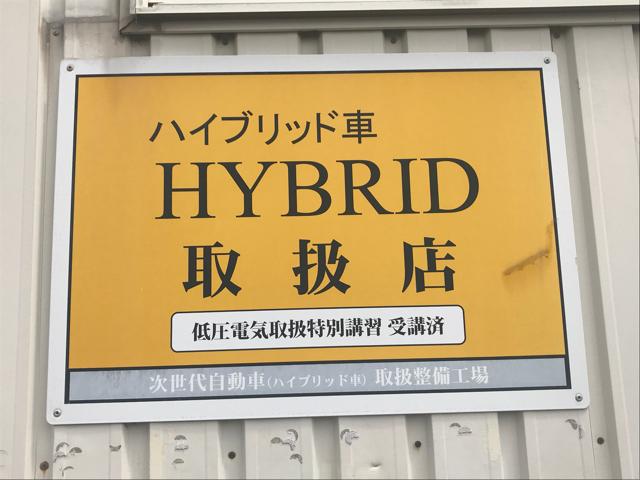 ハイブリッド車
HYBRID
取扱店
低圧電気取扱特別講習 受講済
次世代自動車(ハイブリッド車) 取扱整備工場